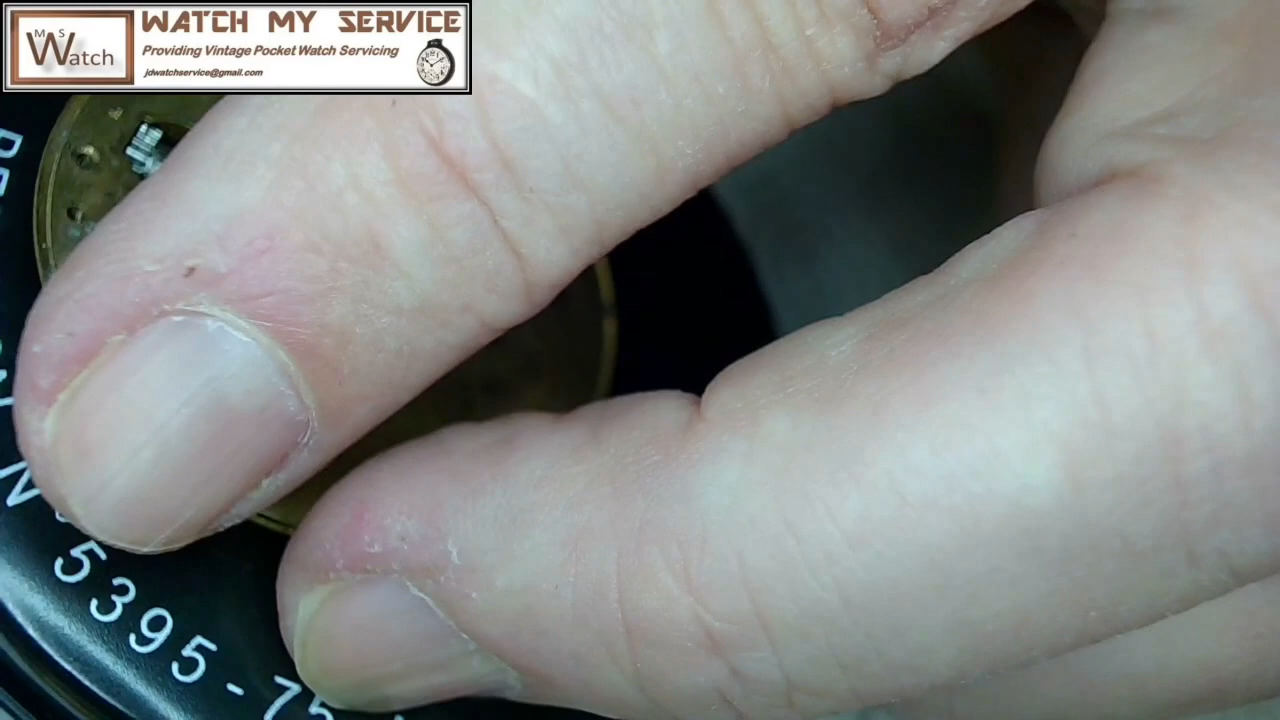 M S
Watch
WATCH MY SERVICE
Providing Vintage Pocket Watch Servicing
jdwatchservice@gmail.com
N
5395-75